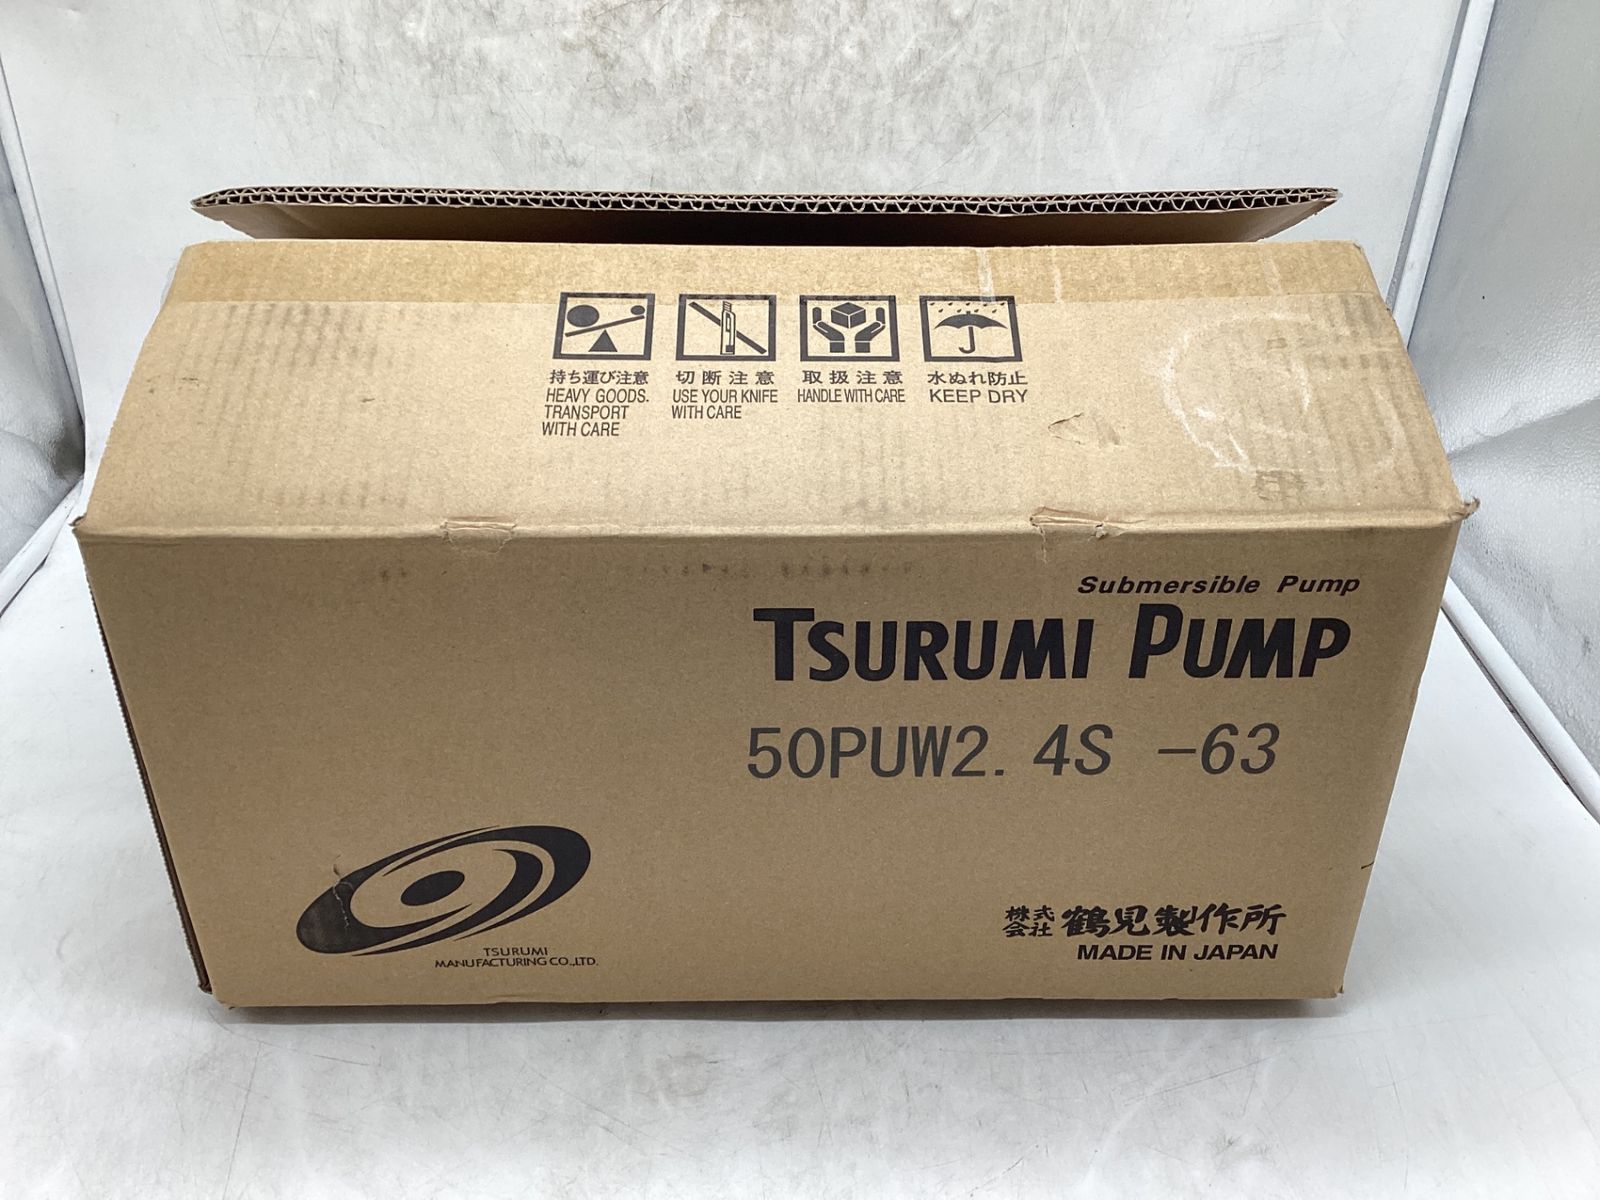 持ち運び注意
HEAVY GOODS.
TRANSPORT
WITH CARE
切断注意
USE YOUR KNIFE
WITH CARE
取扱注意
HANDLE WITH CARE
水ぬれ防止
KEEP DRY
Submersible Pump
TSURUMI PUMP
50PUW2.4S -63
TSURUMI
MANUFACTURING CO.,LTD.
株式会社 鶴見製作所
MADE IN JAPAN